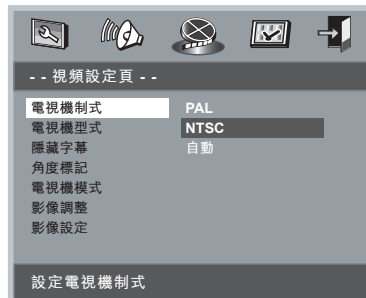 - - 視頻設定頁 - -
電視機制式 PAL
電視機型式 NTSC
隱藏字幕 自動
角度標記
電視機模式
影像調整
影像設定
設定電視機制式